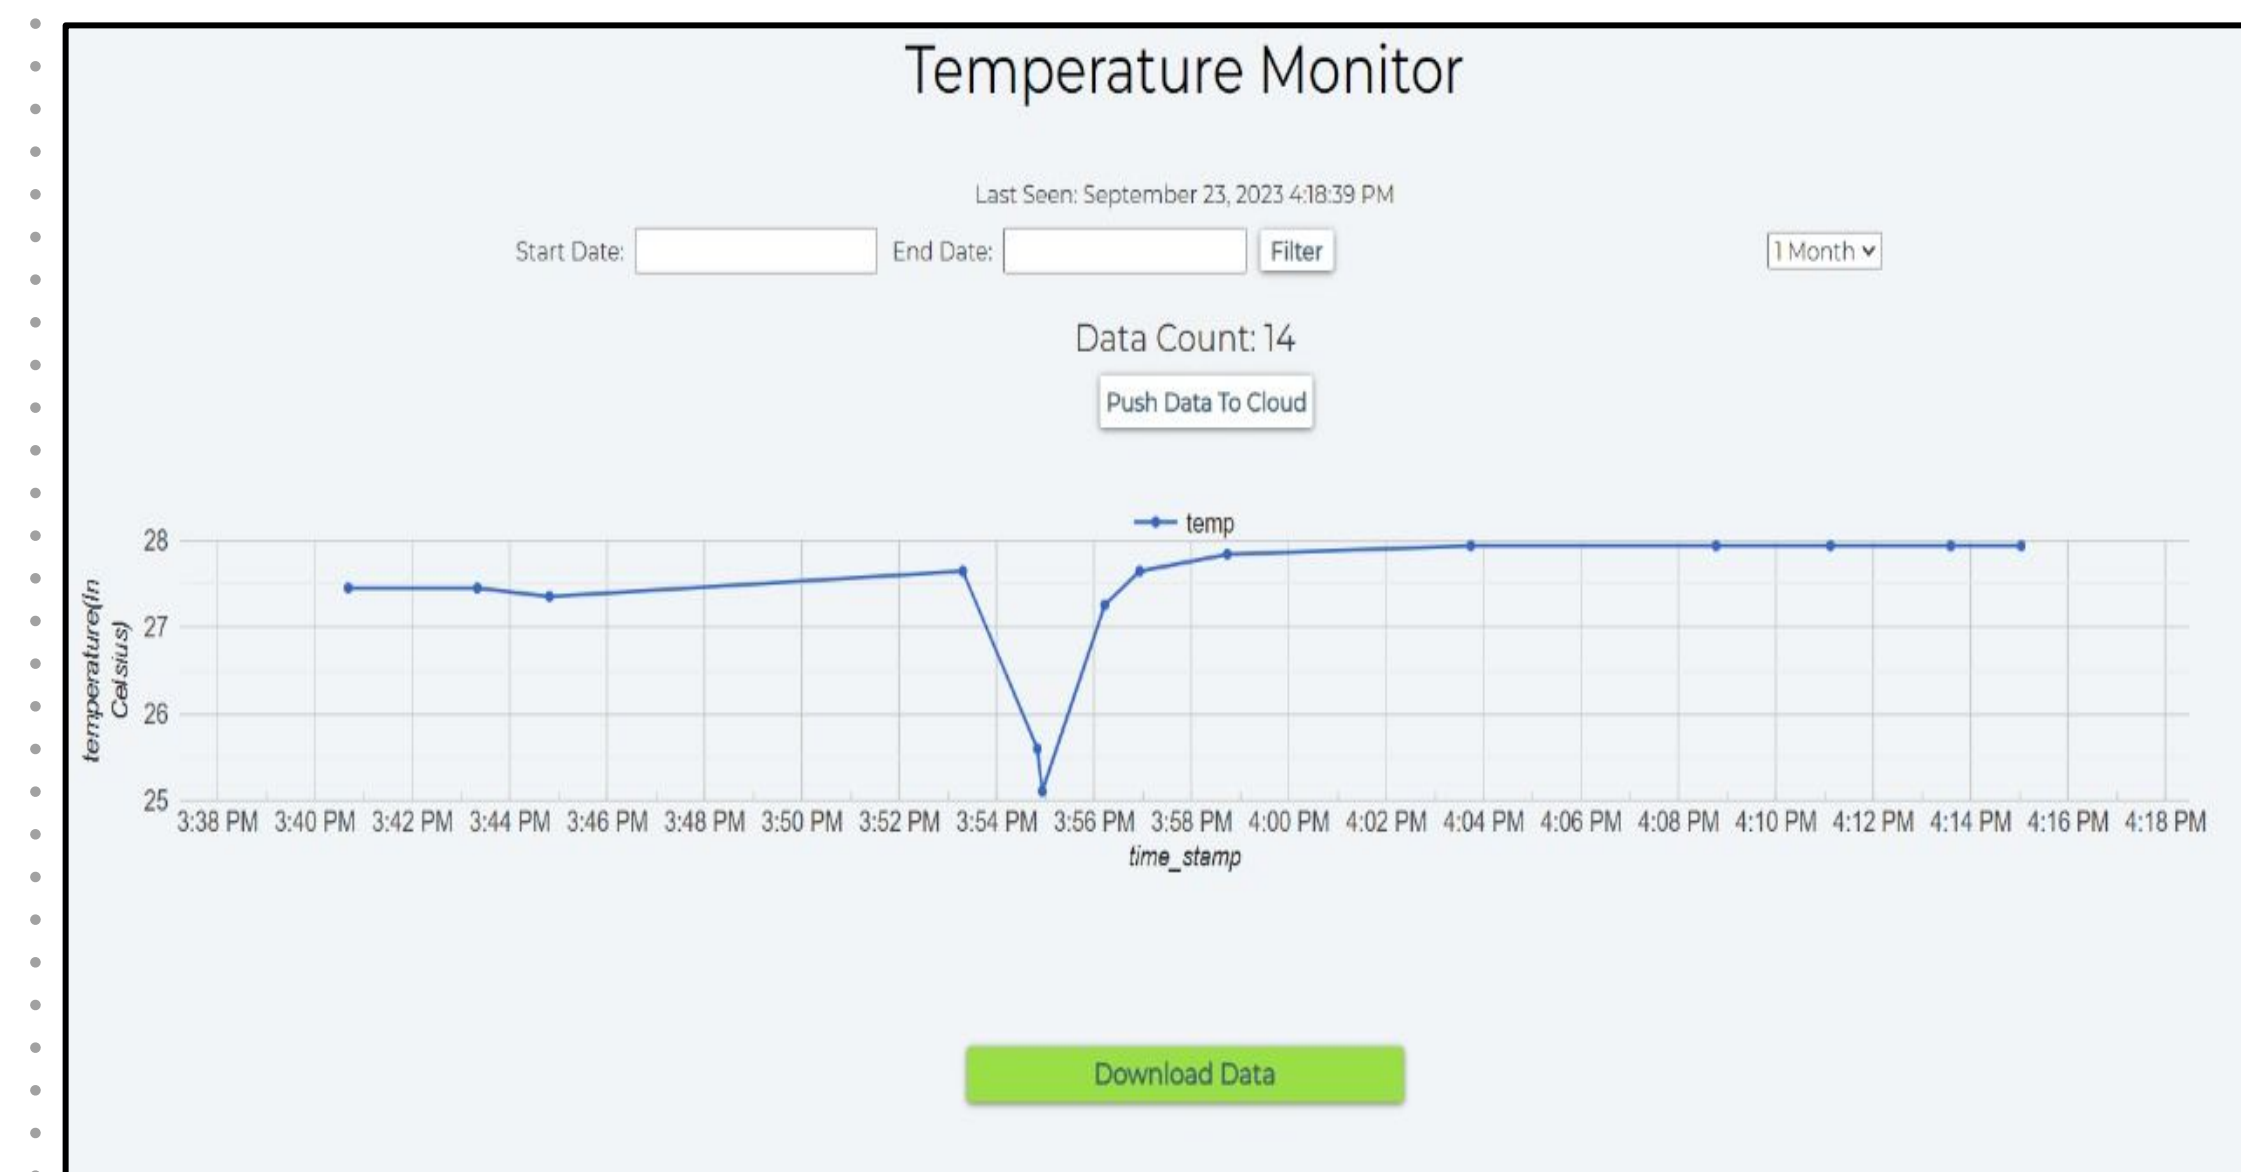 Temperature Monitor
Last Seen: September 23, 2023 4:18:39 PM
Start Date: End Date: Filter 1 Month
Data Count: 14
Push Data To Cloud
temp
temperature(in
Celsius)
28
27
26
25
3:38 PM 3:40 PM 3:42 PM 3:44 PM 3:46 PM 3:48 PM 3:50 PM 3:52 PM 3:54 PM 3:56 PM 3:58 PM 4:00 PM 4:02 PM 4:04 PM 4:06 PM 4:08 PM 4:10 PM 4:12 PM 4:14 PM 4:16 PM 4:18 PM
time_stamp
Download Data